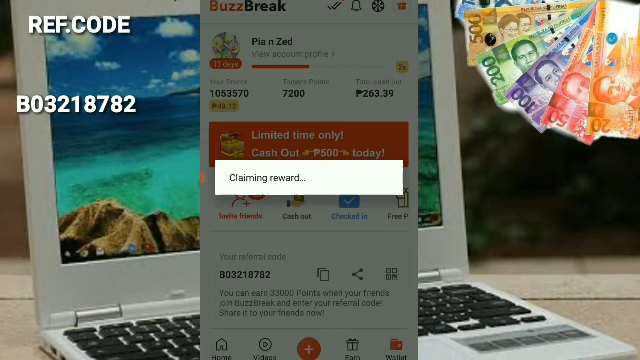 REF.CODE
B03218782
BuzzBreak
Pia n Zed
View account profile >
13 days
2x
Your Points
Today's Points
Total cash out
1053570
7200
₱263.39
₱40.12
Limited time only!
Cash Out ₱500 today!
Claiming reward...
Invite friends
Cash out
Checked in
Free P
Your referral code
B03218782
You can earn 33000 Points when your friends
join BuzzBreak and enter your referral code!
Share it to your friends now!
Home
Videos
Earn
Wallet